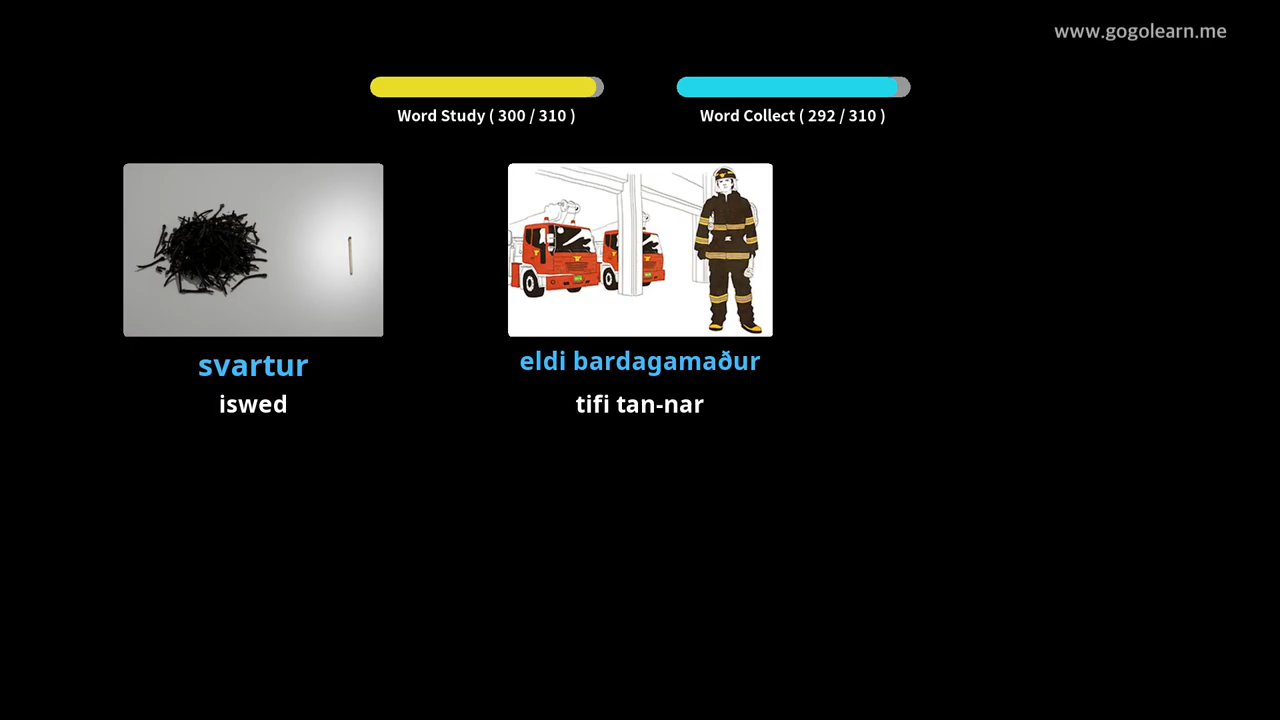 www.gogolearn.me
Word Study ( 300 / 310 )
Word Collect ( 292 / 310 )
svartur
iswed
eldi bardagamaður
tifi tan-nar